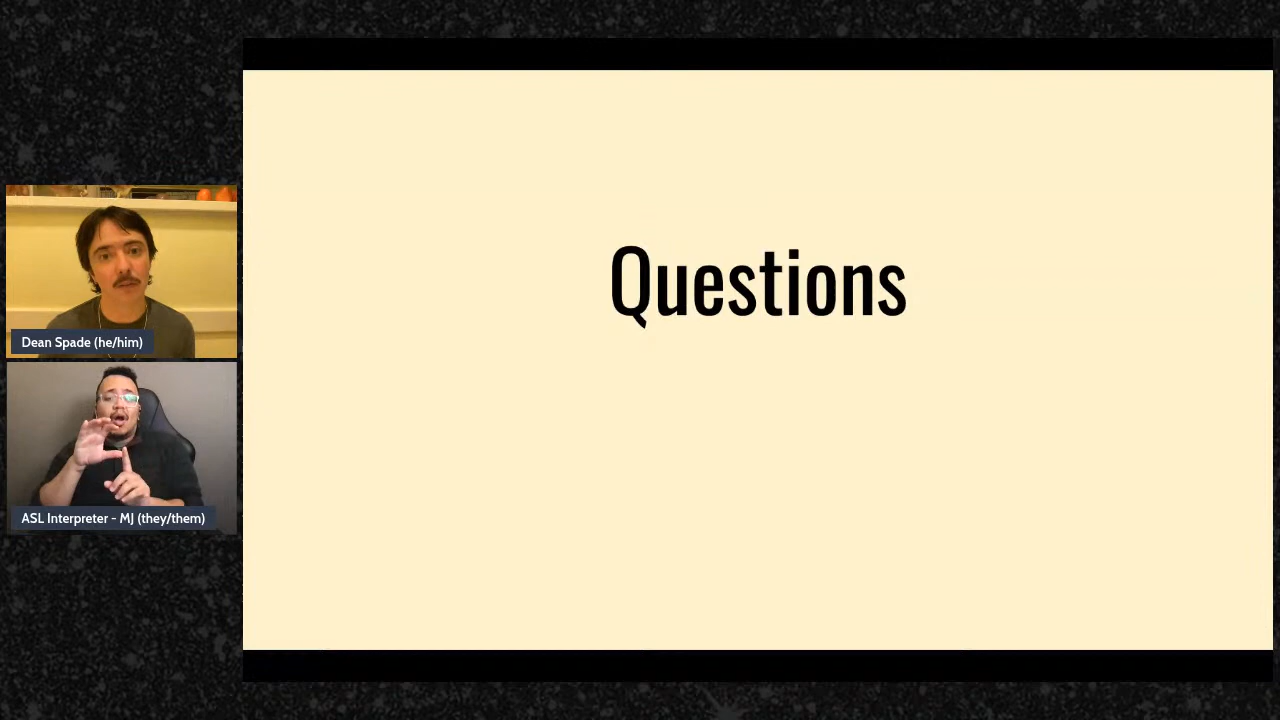 Questions
Dean Spade (he/him)
ASL Interpreter - MJ (they/them)